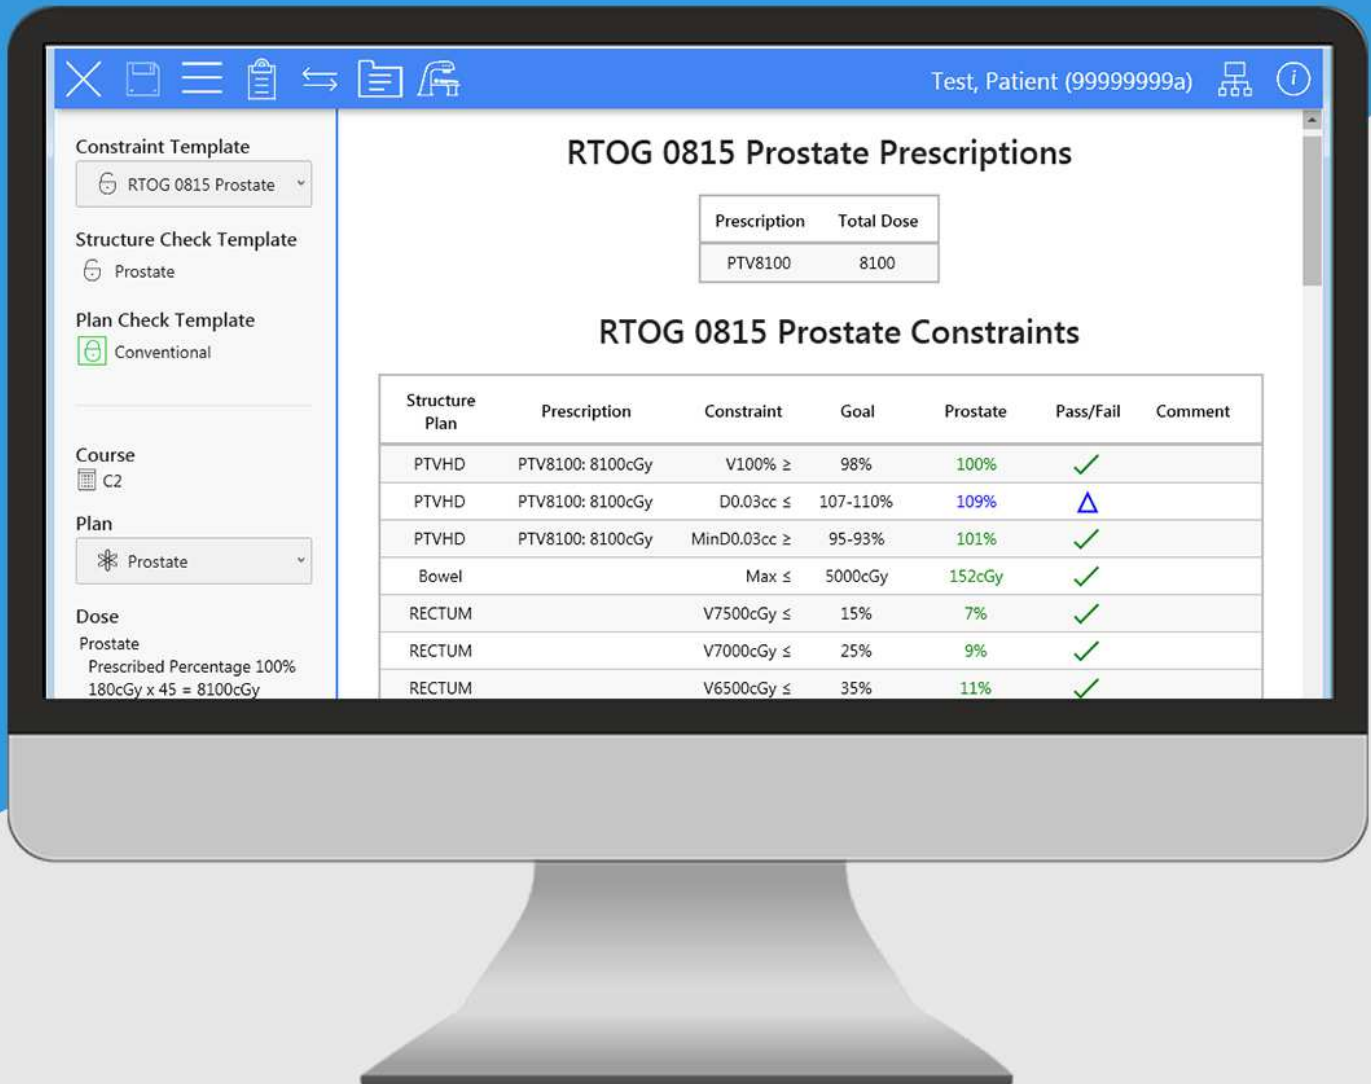 Test, Patient (99999999a)
Constraint Template
RTOG 0815 Prostate
Structure Check Template
Prostate
Plan Check Template
Conventional
Course
C2
Plan
Prostate
Dose
Prostate
Prescribed Percentage 100%
180cGy x 45 = 8100cGy
RTOG 0815 Prostate Prescriptions
Prescription Total Dose
PTV8100 8100
RTOG 0815 Prostate Constraints
Structure Plan Prescription Constraint Goal Prostate Pass/Fail Comment
PTVHD PTV8100: 8100cGy V100% ≥ 98% 100%
PTVHD PTV8100: 8100cGy D0.03cc ≤ 107-110% 109%
PTVHD PTV8100: 8100cGy MinD0.03cc ≥ 95-93% 101%
Bowel Max ≤ 5000cGy 152cGy
RECTUM V7500cGy ≤ 15% 7%
RECTUM V7000cGy ≤ 25% 9%
RECTUM V6500cGy ≤ 35% 11%